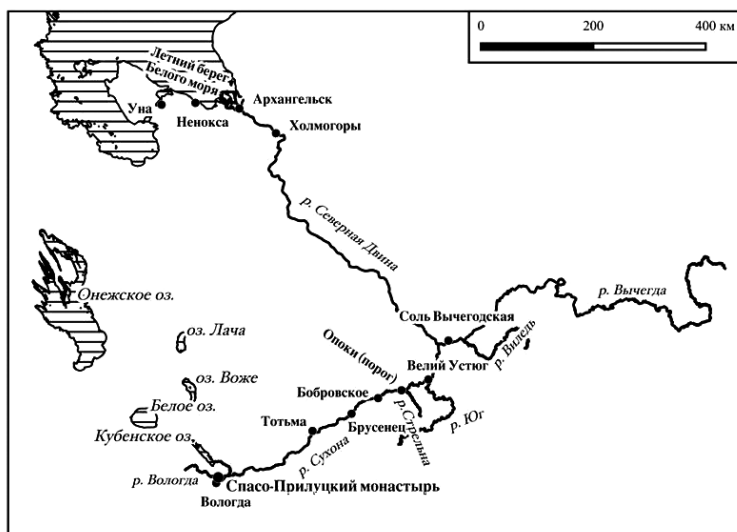 0 200 400 км
Летний берег
Белого моря
Уна
Ненокса
Архангельск
Холмогоры
р. Северная Двина
Онежское оз.
р. Вычегда
Соль Вычегодская
оз. Лача
р. Вилель
Опоки (порог)
Велий Устюг
оз. Воже
Бобровское
Белое оз.
р. Стрельна
р. Юг
Тотьма
Брусенец
Кубенское оз.
р. Сухона
р. Вологда
Спасо-Прилуцкий монастырь
Вологда